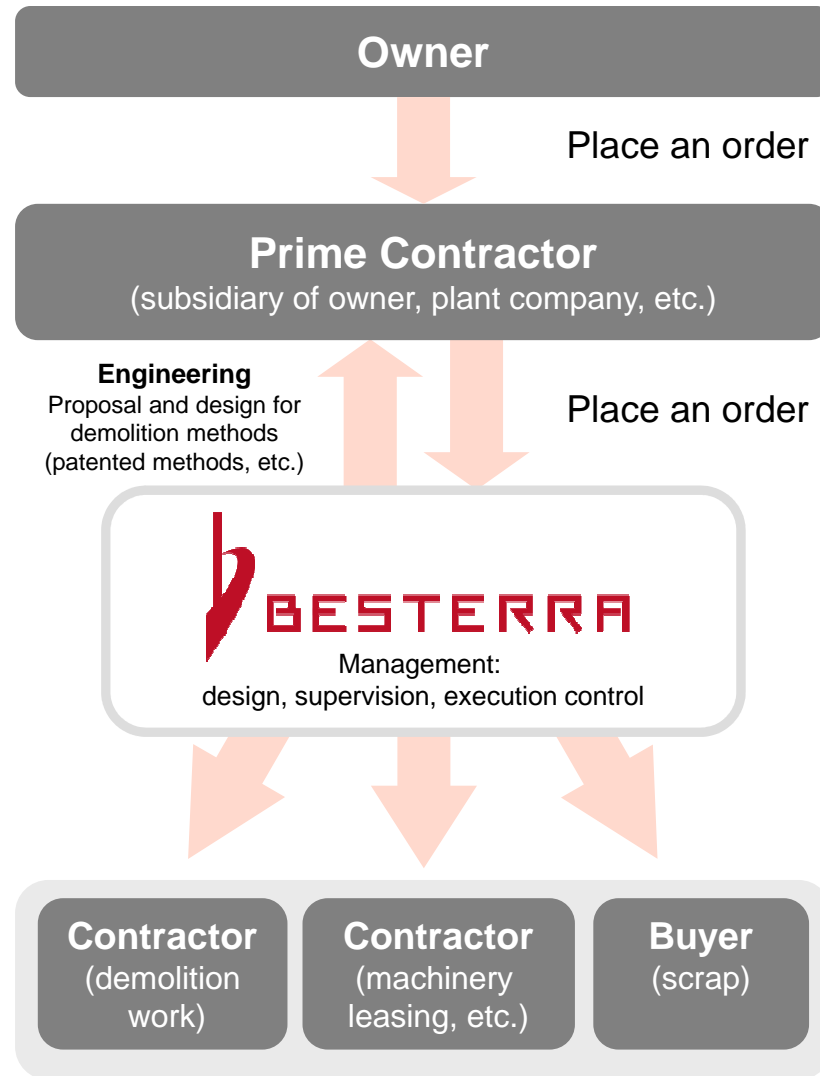 Owner
Place an order
Prime Contractor
(subsidiary of owner, plant company, etc.)
Engineering
Proposal and design for
demolition methods
(patented methods, etc.)
Place an order
BESTERRA
Management:
design, supervision, execution control
Contractor
(demolition
work)
Contractor
(machinery
leasing, etc.)
Buyer
(scrap)